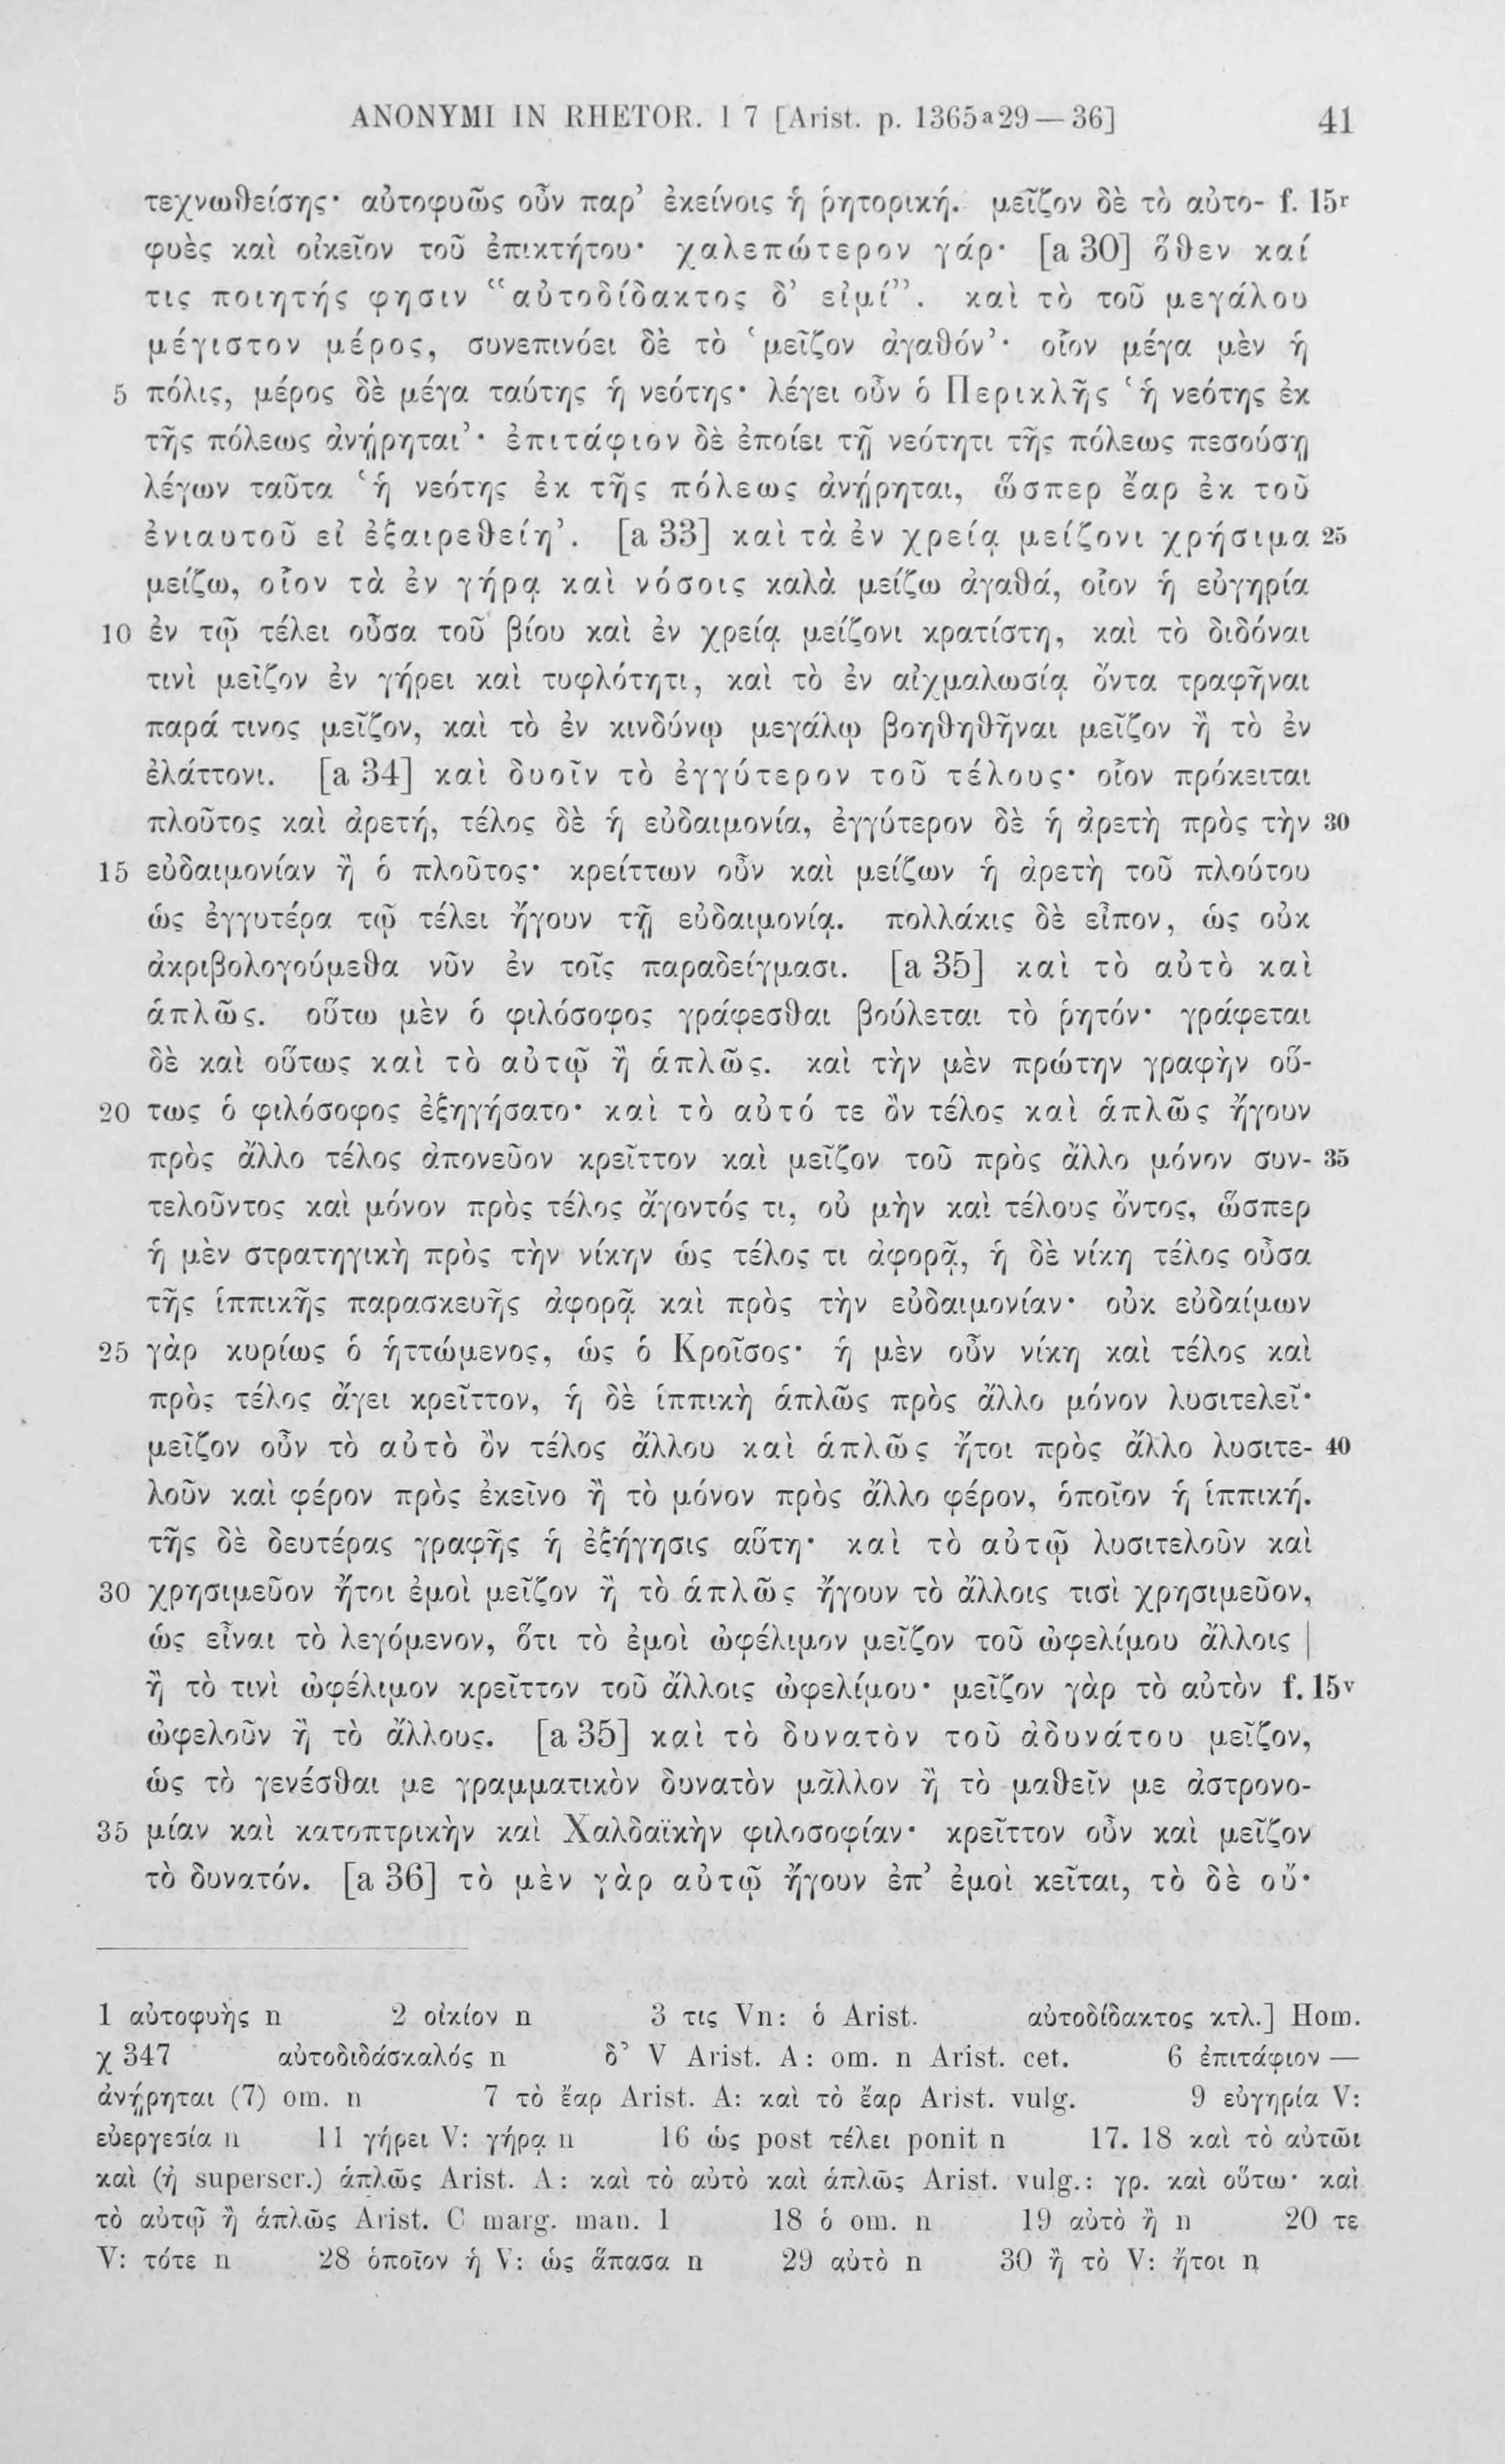 ANONYMI IN RHETOR. I 7 [Arist. p. 1365a29—36] 41
τεχνωθείσης· αὐτοφυῶς οὖν παρ’ ἐκείνοις ἡ ῥητορική. μεῖζον δὲ τὸ αὐτο- f. 15r
φυὲς καὶ οἰκεῖον τοῦ ἐπικτήτου· χαλεπώτερον γάρ· [a 30] ὅθεν καί
τις ποιητής φησιν “αὐτοδίδακτος δ’ εἰμί”. καὶ τὸ τοῦ μεγάλου
μέγιστον μέρος, συνεπινόει δὲ τὸ ‘μεῖζον ἀγαθόν’· οἷον μέγα μὲν ἡ
5 πόλις, μέρος δὲ μέγα ταύτης ἡ νεότης· λέγει οὖν ὁ Περικλῆς ‘ἡ νεότης ἐκ
τῆς πόλεως ἀνῄρηται’· ἐπιτάφιον δὲ ἐποίει τῇ νεότητι τῆς πόλεως πεσούσῃ
λέγων ταῦτα ‘ἡ νεότης ἐκ τῆς πόλεως ἀνῄρηται, ὥσπερ ἔαρ ἐκ τοῦ
ἐνιαυτοῦ εἰ ἐξαιρεθείη’. [a 33] καὶ τὰ ἐν χρείᾳ μείζονι χρήσιμα 25
μείζω, οἷον τὰ ἐν γήρᾳ καὶ νόσοις καλὰ μείζω ἀγαθά, οἷον ἡ εὐγηρία
10 ἐν τῷ τέλει οὖσα τοῦ βίου καὶ ἐν χρείᾳ μείζονι κρατίστη, καὶ τὸ διδόναι
τινὶ μεῖζον ἐν γήρει καὶ τυφλότητι, καὶ τὸ ἐν αἰχμαλωσίᾳ ὄντα τραφῆναι
παρά τινος μεῖζον, καὶ τὸ ἐν κινδύνῳ μεγάλῳ βοηθηθῆναι μεῖζον ἢ τὸ ἐν
ἐλάττονι. [a 34] καὶ δυοῖν τὸ ἐγγύτερον τοῦ τέλους· οἷον πρόκειται
πλοῦτος καὶ ἀρετή, τέλος δὲ ἡ εὐδαιμονία, ἐγγύτερον δὲ ἡ ἀρετὴ πρὸς τὴν 30
15 εὐδαιμονίαν ἢ ὁ πλοῦτος· κρείττων οὖν καὶ μείζων ἡ ἀρετὴ τοῦ πλούτου
ὡς ἐγγυτέρα τῷ τέλει ἤγουν τῇ εὐδαιμονίᾳ. πολλάκις δὲ εἶπον, ὡς οὐκ
ἀκριβολογούμεθα νῦν ἐν τοῖς παραδείγμασι. [a 35] καὶ τὸ αὐτὸ καὶ
ἁπλῶς. οὕτω μὲν ὁ φιλόσοφος γράφεσθαι βούλεται τὸ ῥητόν· γράφεται
δὲ καὶ οὕτως καὶ τὸ αὐτῷ ἢ ἁπλῶς. καὶ τὴν μὲν πρώτην γραφὴν οὕ-
20 τως ὁ φιλόσοφος ἐξηγήσατο· καὶ τὸ αὐτό τε ὂν τέλος καὶ ἁπλῶς ἤγουν
πρὸς ἄλλο τέλος ἀπονεῦον κρεῖττον καὶ μεῖζον τοῦ πρὸς ἄλλο μόνον συν- 35
τελοῦντος καὶ μόνον πρὸς τέλος ἄγοντός τι, οὐ μὴν καὶ τέλους ὄντος, ὥσπερ
ἡ μὲν στρατηγικὴ πρὸς τὴν νίκην ὡς τέλος τι ἀφορᾷ, ἡ δὲ νίκη τέλος οὖσα
τῆς ἱππικῆς παρασκευῆς ἀφορᾷ καὶ πρὸς τὴν εὐδαιμονίαν· οὐκ εὐδαίμων
25 γὰρ κυρίως ὁ ἡττώμενος, ὡς ὁ Κροῖσος· ἡ μὲν οὖν νίκη καὶ τέλος καὶ
πρὸς τέλος ἄγει κρεῖττον, ἡ δὲ ἱππικὴ ἁπλῶς πρὸς ἄλλο μόνον λυσιτελεῖ·
μεῖζον οὖν τὸ αὐτὸ ὂν τέλος ἄλλου καὶ ἁπλῶς ἤτοι πρὸς ἄλλο λυσιτε- 40
λοῦν καὶ φέρον πρὸς ἐκεῖνο ἢ τὸ μόνον πρὸς ἄλλο φέρον, ὁποῖον ἡ ἱππική.
τῆς δὲ δευτέρας γραφῆς ἡ ἐξήγησις αὕτη· καὶ τὸ αὐτῷ λυσιτελοῦν καὶ
30 χρησιμεῦον ἤτοι ἐμοὶ μεῖζον ἢ τὸ ἁπλῶς ἤγουν τὸ ἄλλοις τισὶ χρησιμεῦον,
ὡς εἶναι τὸ λεγόμενον, ὅτι τὸ ἐμοὶ ὠφέλιμον μεῖζον τοῦ ὠφελίμου ἄλλοις |
ἢ τὸ τινὶ ὠφέλιμον κρεῖττον τοῦ ἄλλοις ὠφελίμου· μεῖζον γὰρ τὸ αὐτὸν f. 15v
ὠφελοῦν ἢ τὸ ἄλλους. [a 35] καὶ τὸ δυνατὸν τοῦ ἀδυνάτου μεῖζον,
ὡς τὸ γενέσθαι με γραμματικὸν δυνατὸν μᾶλλον ἢ τὸ μαθεῖν με ἀστρονο-
35 μίαν καὶ κατοπτρικὴν καὶ Χαλδαϊκὴν φιλοσοφίαν· κρεῖττον οὖν καὶ μεῖζον
τὸ δυνατόν. [a 36] τὸ μὲν γὰρ αὐτῷ ἤγουν ἐπ’ ἐμοὶ κεῖται, τὸ δὲ οὔ·
1 αὐτοφυὴς n 2 οἰκίον n 3 τις Vn: ὁ Arist. αὐτοδίδακτος κτλ.] Hom.
χ 347 αὐτοδιδάσκαλός n δ’ V Arist. A: om. n Arist. cet. 6 ἐπιτάφιον —
ἀνῄρηται (7) om. n 7 τὸ ἔαρ Arist. A: καὶ τὸ ἔαρ Arist. vulg. 9 εὐγηρία V:
εὐεργεσία n 11 γήρει V: γήρᾳ n 16 ὡς post τέλει ponit n 17. 18 καὶ τὸ αὐτῶι
καὶ (ἡ superscr.) ἁπλῶς Arist. A: καὶ τὸ αὐτὸ καὶ ἁπλῶς Arist. vulg.: γρ. καὶ οὕτω· καὶ
τὸ αὐτῷ ἢ ἁπλῶς Arist. C marg. man. 1 18 ὁ om. n 19 αὐτὸ ἢ n 20 τε
V: τότε n 28 ὁποῖον ἡ V: ὡς ἅπασα n 29 αὐτὸ n 30 ἢ τὸ V: ἤτοι n